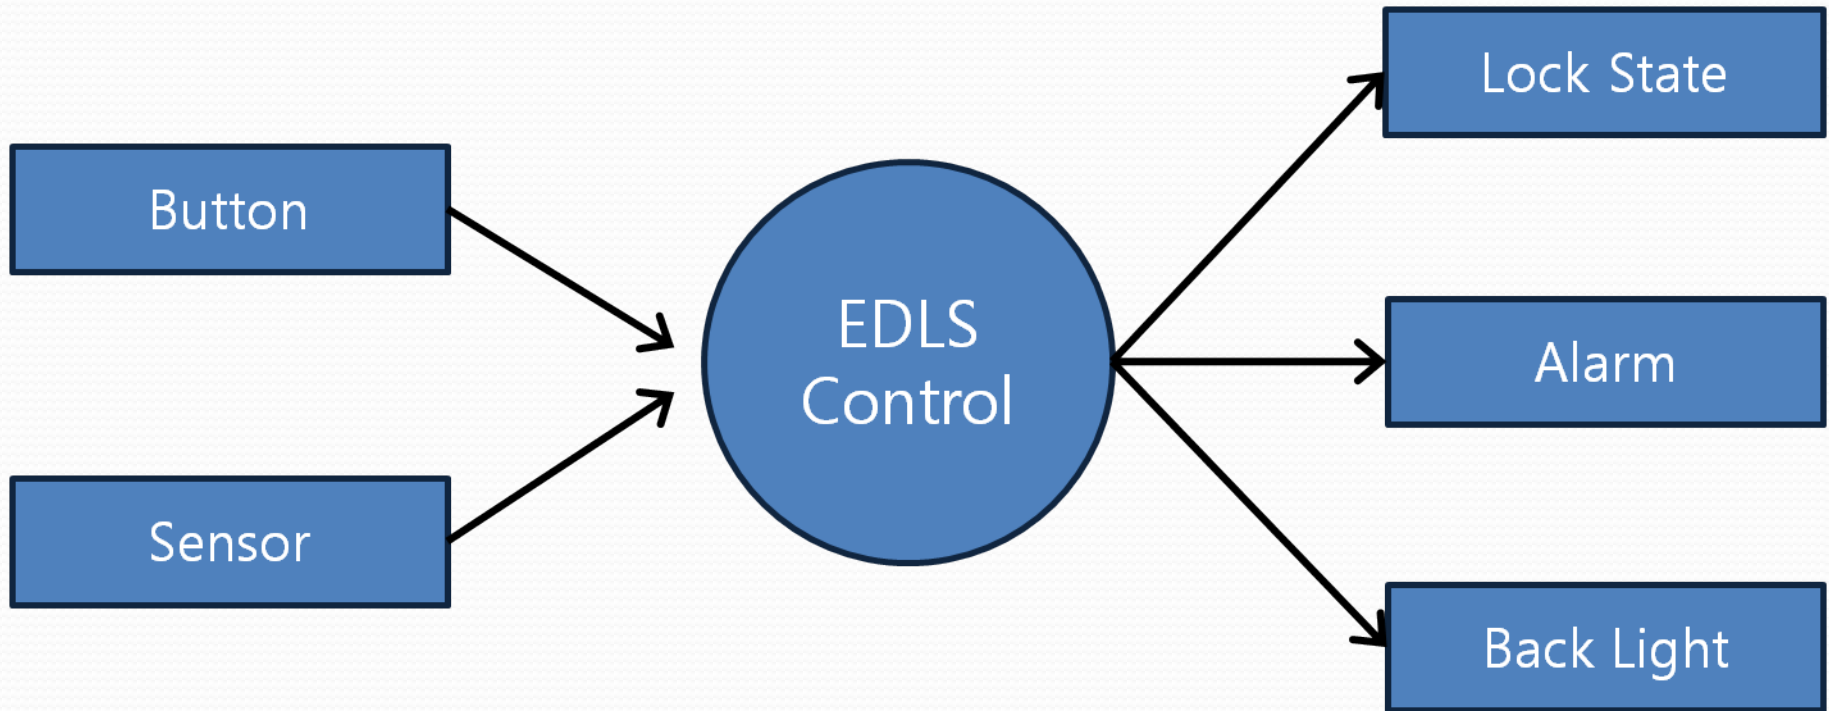 Button
Sensor
EDLS
Control
Lock State
Alarm
Back Light